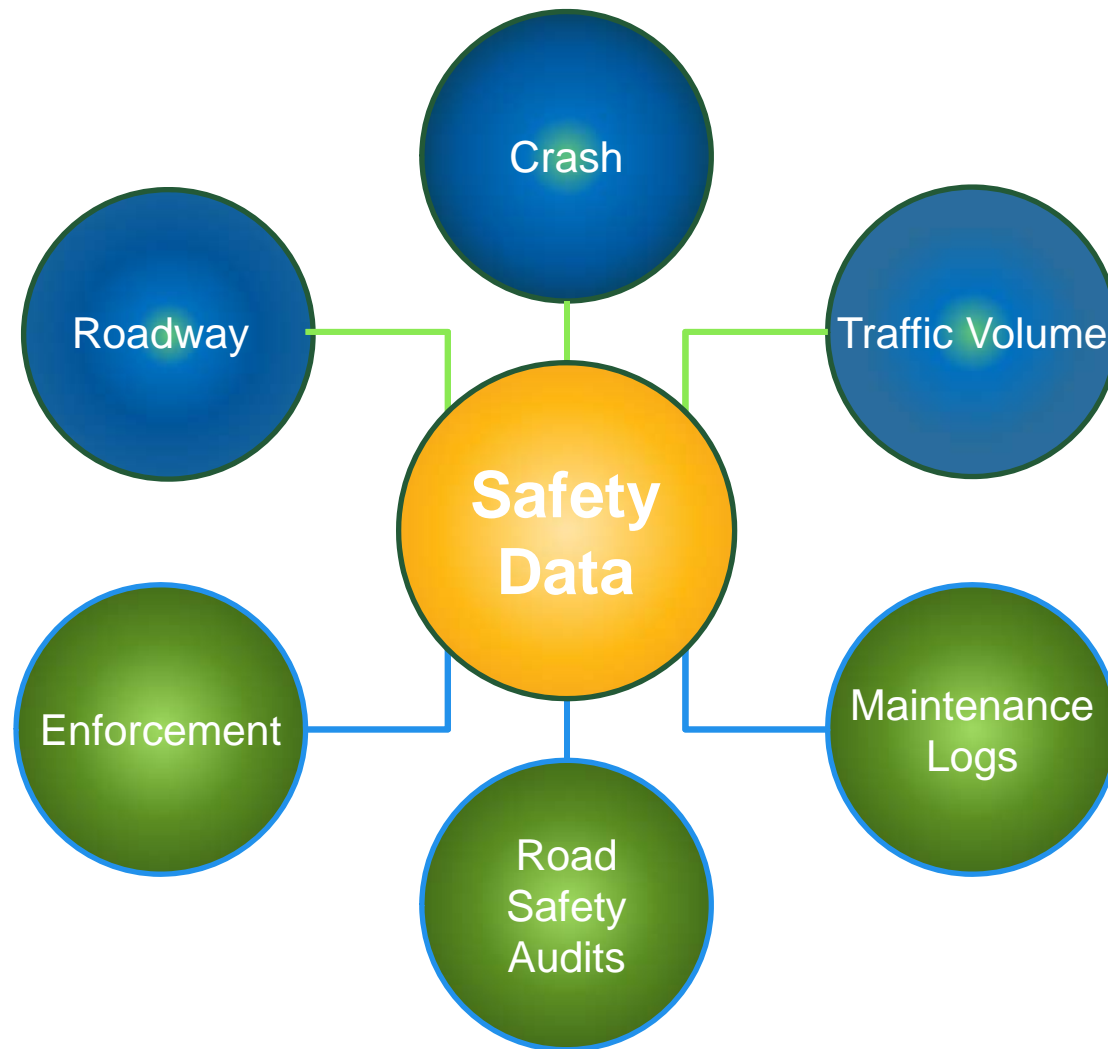 Crash
Roadway
Traffic Volume
Safety
Data
Enforcement
Maintenance
Logs
Road
Safety
Audits